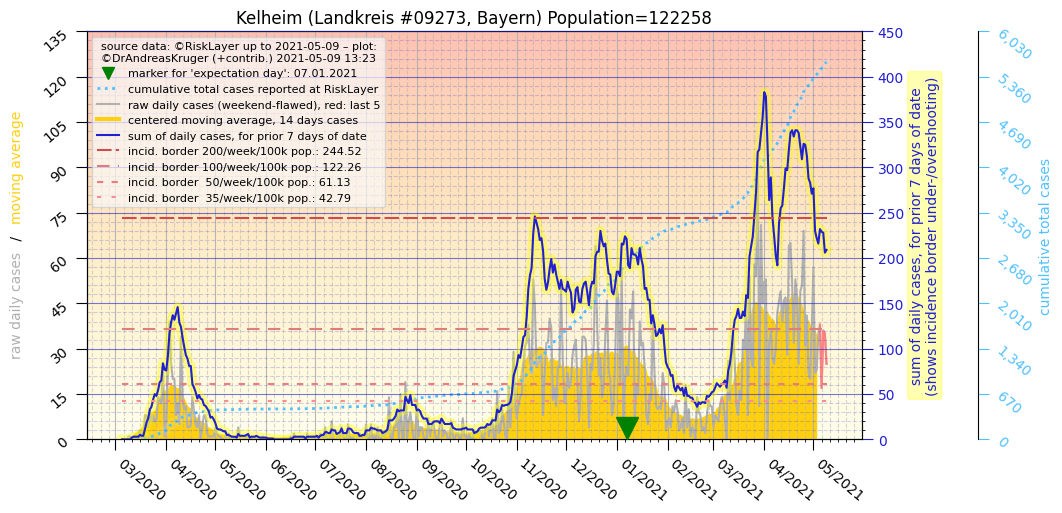 Kelheim (Landkreis #09273, Bayern) Population=122258
source data: ©RiskLayer up to 2021-05-09 – plot:
©DrAndreasKruger (+contrib.) 2021-05-09 13:23
marker for 'expectation day': 07.01.2021
cumulative total cases reported at RiskLayer
raw daily cases (weekend-flawed), red: last 5
centered moving average, 14 days cases
sum of daily cases, for prior 7 days of date
incid. border 200/week/100k pop.: 244.52
incid. border 100/week/100k pop.: 122.26
incid. border 50/week/100k pop.: 61.13
incid. border 35/week/100k pop.: 42.79
raw daily cases / moving average
135
120
105
90
75
60
45
30
15
0
03/2020
04/2020
05/2020
06/2020
07/2020
08/2020
09/2020
10/2020
11/2020
12/2020
01/2021
02/2021
03/2021
04/2021
05/2021
450
400
350
300
250
200
150
100
50
0
sum of daily cases, for prior 7 days of date
(shows incidence border under-/overshooting)
6,030
5,360
4,690
4,020
3,350
2,680
2,010
1,340
670
0
cumulative total cases